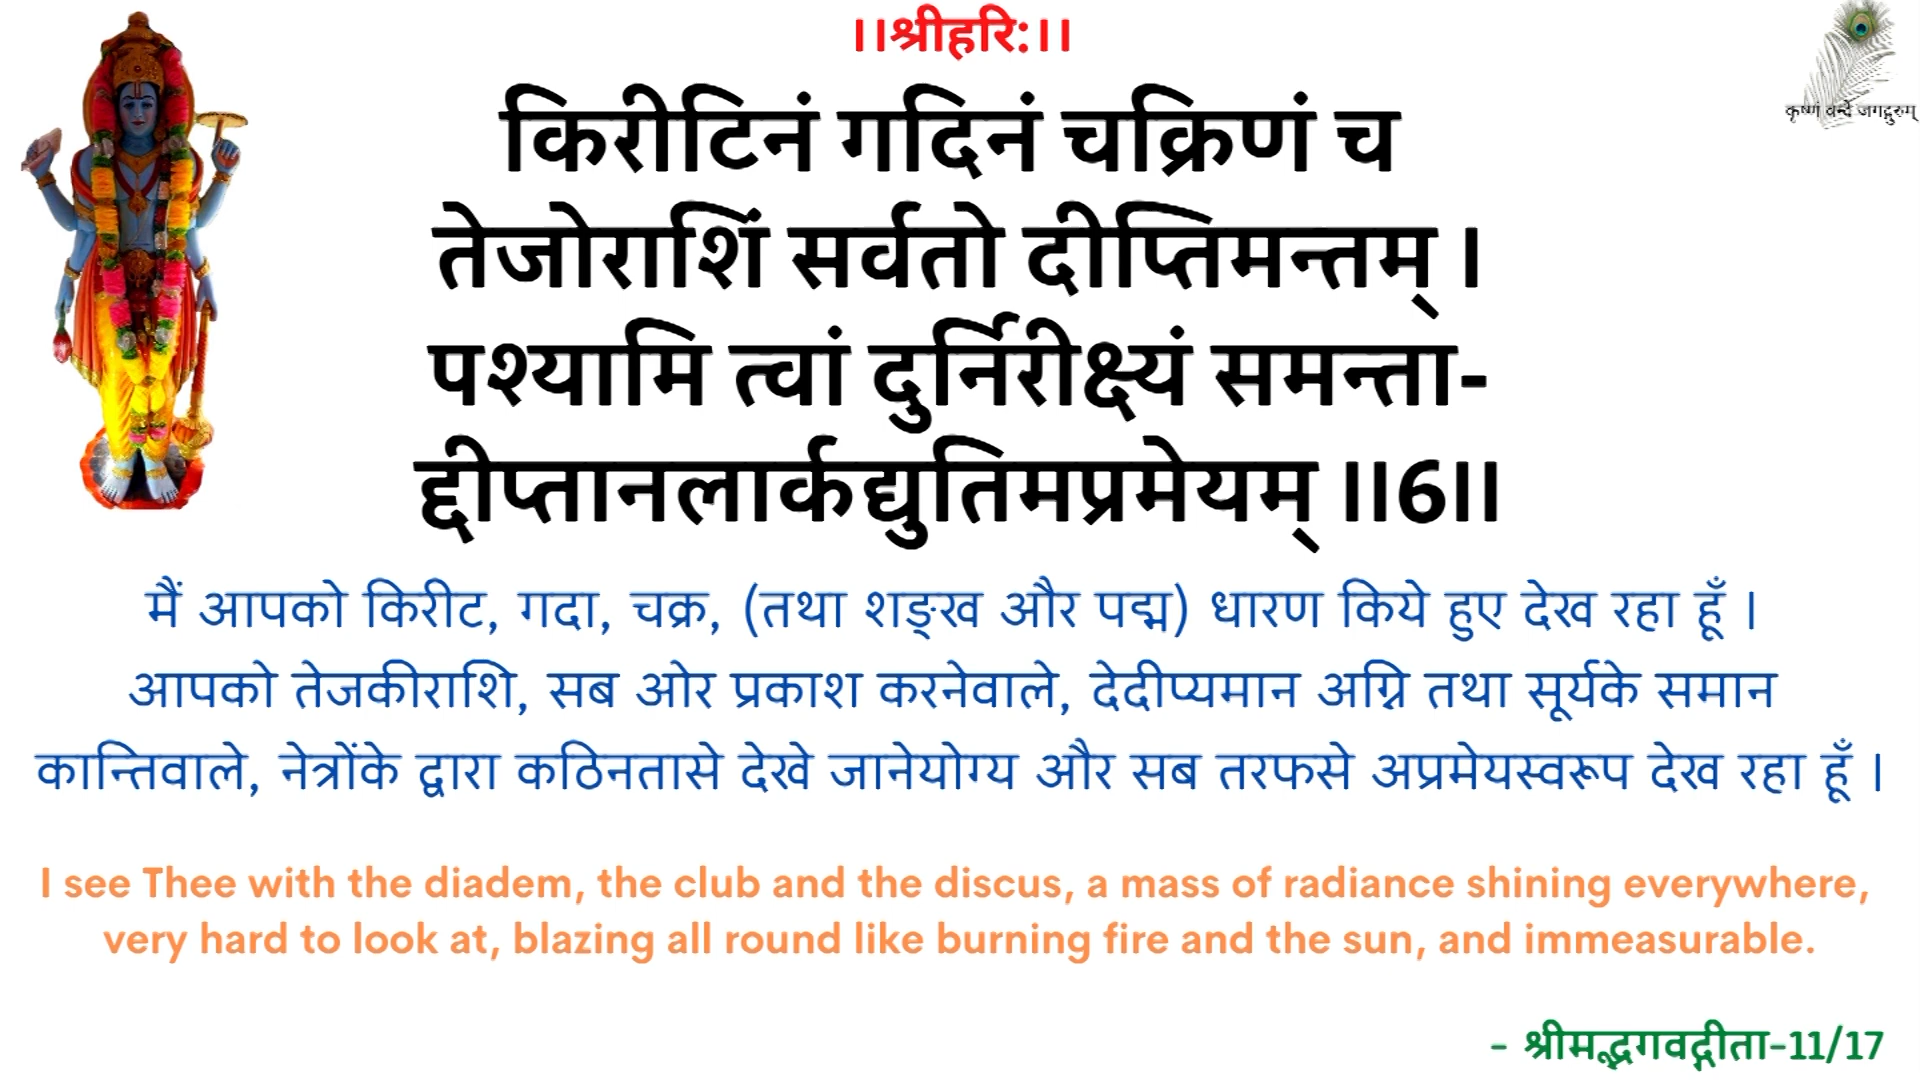 ।।श्रीहरि:।।
कृष्णं वन्दे जगद्गुरुम्
किरीटिनं गदिनं चक्रिणं च
तेजोराशिं सर्वतो दीप्तिमन्तम् ।
पश्यामि त्वां दुर्निरीक्ष्यं समन्ता-
द्दीप्तानलार्कद्युतिमप्रमेयम् ।।6।।
मैं आपको किरीट, गदा, चक्र, (तथा शङ्ख और पद्म) धारण किये हुए देख रहा हूँ ।
आपको तेजकीराशि, सब ओर प्रकाश करनेवाले, देदीप्यमान अग्नि तथा सूर्यके समान
कान्तिवाले, नेत्रोंके द्वारा कठिनतासे देखे जानेयोग्य और सब तरफसे अप्रमेयस्वरूप देख रहा हूँ ।
I see Thee with the diadem, the club and the discus, a mass of radiance shining everywhere,
very hard to look at, blazing all round like burning fire and the sun, and immeasurable.
- श्रीमद्भगवद्गीता-11/17